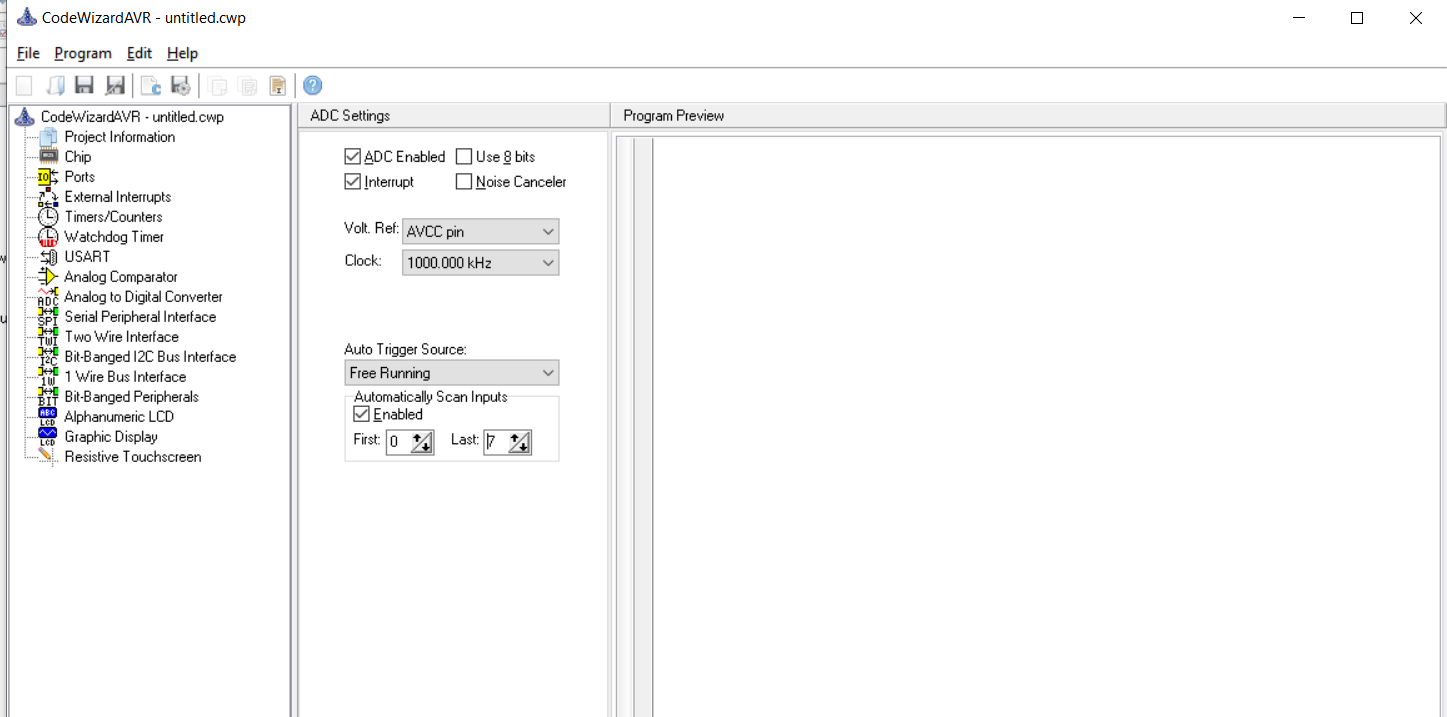 CodeWizardAVR - untitled.cwp
File Program Edit Help
CodeWizardAVR - untitled.cwp
Project Information
Chip
Ports
External Interrupts
Timers/Counters
Watchdog Timer
USART
Analog Comparator
Analog to Digital Converter
Serial Peripheral Interface
Two Wire Interface
Bit-Banged I2C Bus Interface
1 Wire Bus Interface
Bit-Banged Peripherals
Alphanumeric LCD
Graphic Display
Resistive Touchscreen
ADC Settings
ADC Enabled Use 8 bits
Interrupt Noise Canceler
Volt. Ref: AVCC pin
Clock: 1000.000 kHz
Auto Trigger Source:
Free Running
Automatically Scan Inputs
Enabled
First: 0 Last: 7
Program Preview